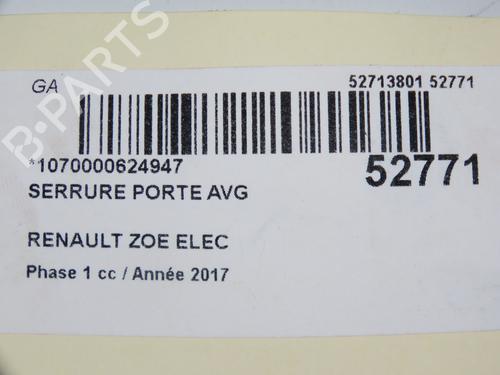 GA
52713801 52771
B-PARTS
*1070000624947
52771
SERRURE PORTE AVG
RENAULT ZOE ELEC
Phase 1 cc / Année 2017